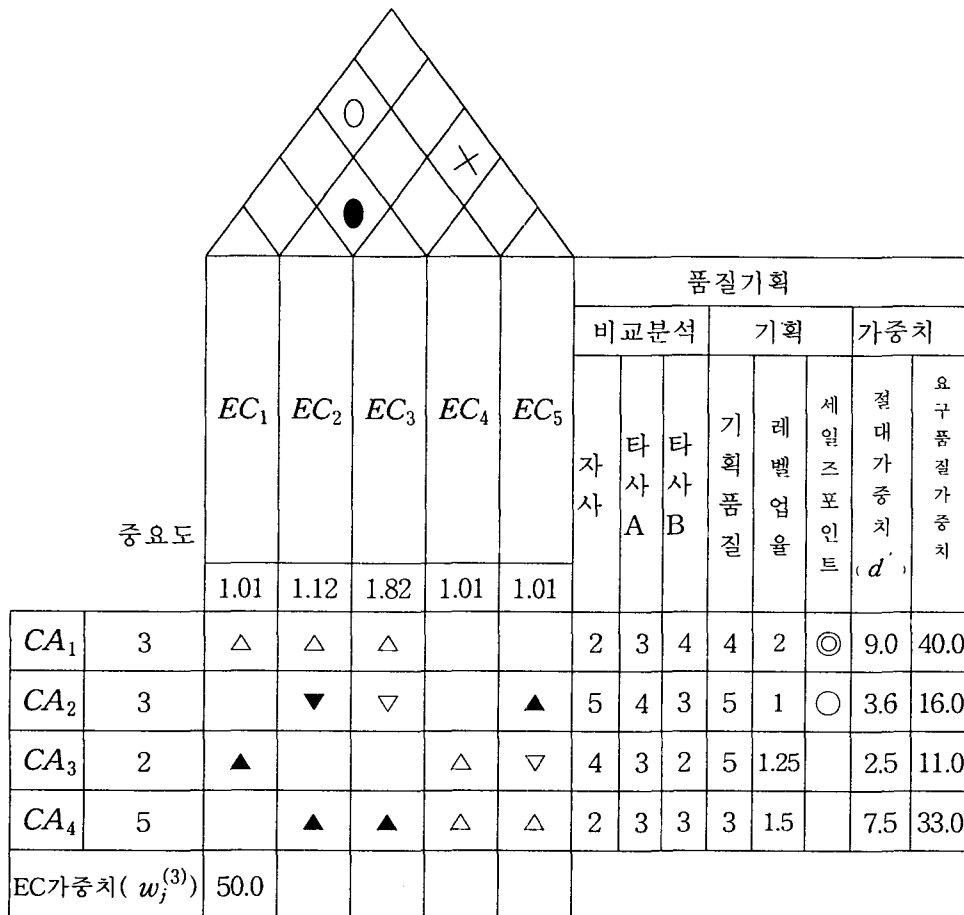 품질기획
비교분석 기획 가중치
EC₁ EC₂ EC₃ EC₄ EC₅ 자사 타사A 타사B 기획품질 레벨업율 세일즈포인트 절대가중치(d′) 요구품질가중치
중요도
1.01 1.12 1.82 1.01 1.01
CA₁ 3 △ △ △ 2 3 4 4 2 ◎ 9.0 40.0
CA₂ 3 ▼ ▽ ▲ 5 4 3 5 1 ○ 3.6 16.0
CA₃ 2 ▲ △ ▽ 4 3 2 5 1.25 2.5 11.0
CA₄ 5 ▲ ▲ △ △ 2 3 3 3 1.5 7.5 33.0
EC가중치( wⱼ⁽³⁾) 50.0